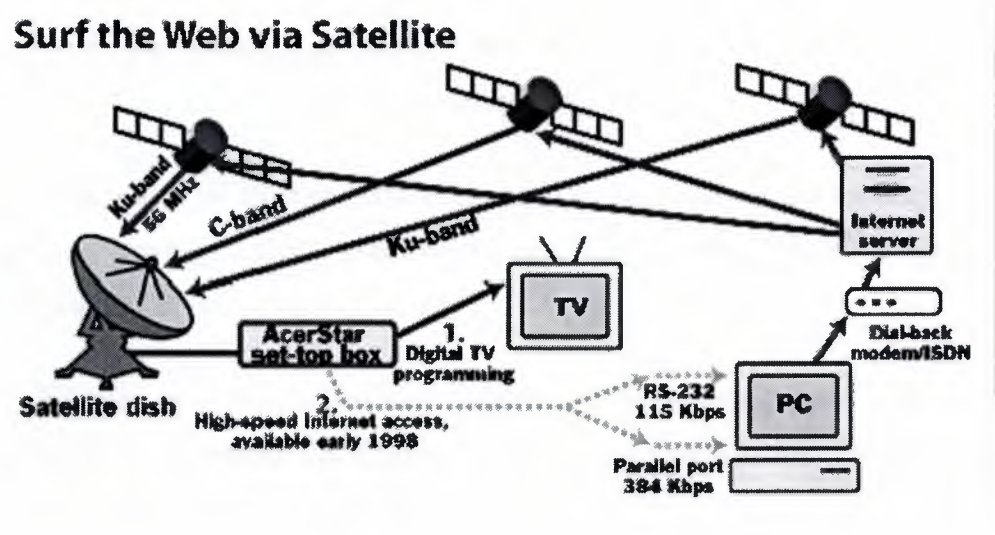 Surf the Web via Satellite
Ku-band
56 MHz
C-band
Ku-band
Internet
server
TV
AcerStar
set-top box
1.
Digital TV
programming
Dial-back
modem/ISDN
Satellite dish
2.
High-speed Internet access,
available early 1998
RS-232
115 Kbps
PC
Parallel port
384 Kbps